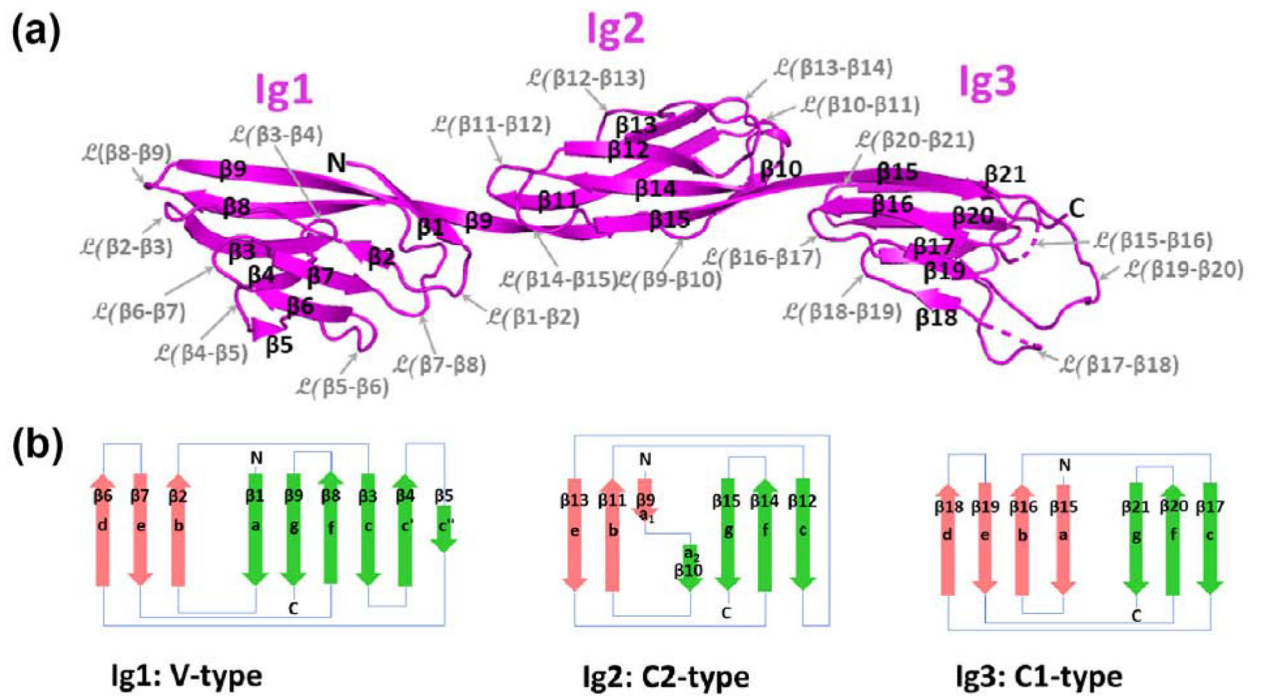 (a)
Ig1
Ig2
Ig3
ℒ(β12-β13)
ℒ(β13-β14)
ℒ(β10-β11)
ℒ(β3-β4)
ℒ(β11-β12)
ℒ(β20-β21)
ℒ(β8-β9)
N
β13
β12
β9
β10
β15
β21
β8
β11
β14
β16
C
β1
β9
β15
β20
ℒ(β2-β3)
β3
β2
β17
ℒ(β15-β16)
β4
β7
ℒ(β14-β15)
ℒ(β9-β10)
ℒ(β16-β17)
β19
ℒ(β19-β20)
ℒ(β6-β7)
β6
ℒ(β1-β2)
ℒ(β18-β19)
β18
β5
ℒ(β4-β5)
ℒ(β7-β8)
ℒ(β17-β18)
ℒ(β5-β6)
(b)
N
β6 β7 β2 β1 β9 β8 β3 β4 β5
d e b a g f c c' c"
C
N
β13 β11 β9 β15 β14 β12
a1
e b g f c
a2
β10
C
N
β18 β19 β16 β15 β21 β20 β17
d e b a g f c
C
Ig1: V-type
Ig2: C2-type
Ig3: C1-type